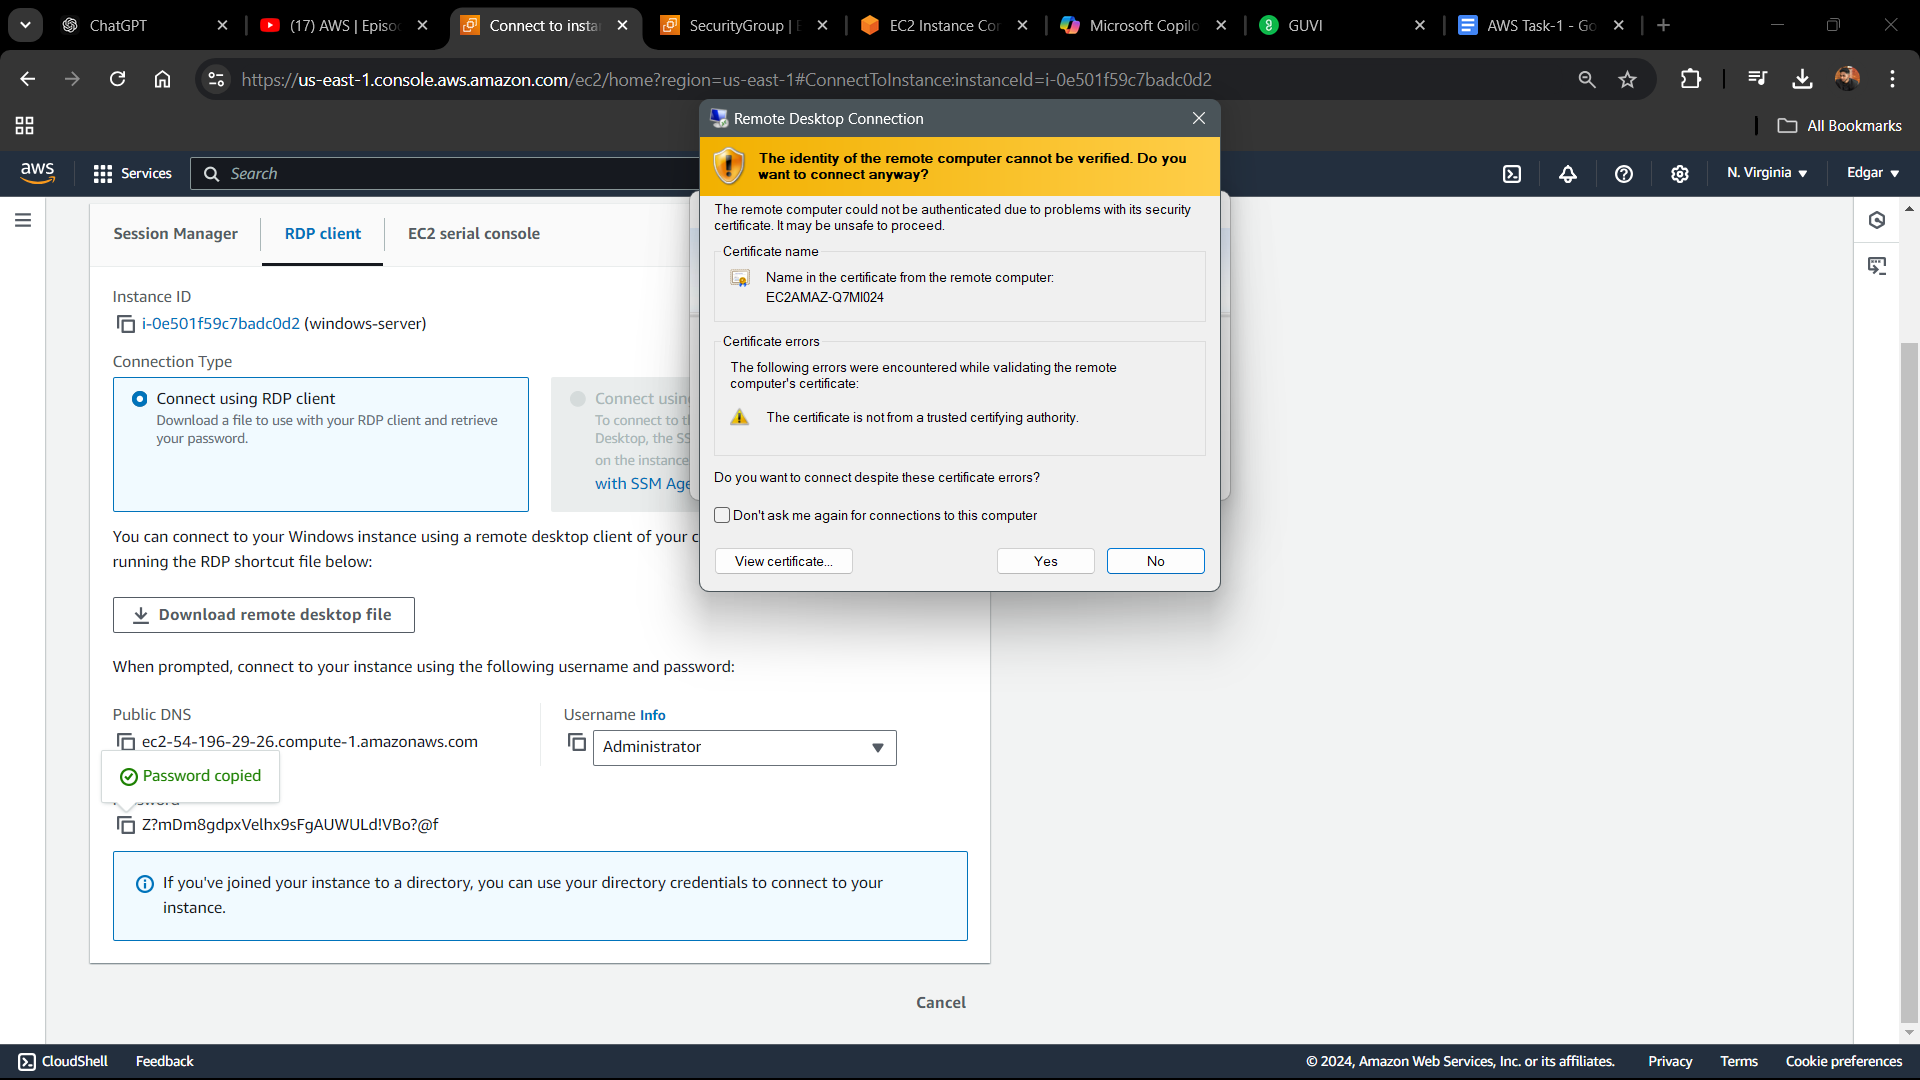 ChatGPT
(17) AWS | Episo
Connect to insta
SecurityGroup | E
EC2 Instance Con
Microsoft Copilo
GUVI
AWS Task-1 - Go
https://us-east-1.console.aws.amazon.com/ec2/home?region=us-east-1#ConnectToInstance:instanceId=i-0e501f59c7badc0d2
All Bookmarks
aws
Services
Search
N. Virginia
Edgar
Remote Desktop Connection
The identity of the remote computer cannot be verified. Do you
want to connect anyway?
The remote computer could not be authenticated due to problems with its security
certificate. It may be unsafe to proceed.
Certificate name
Name in the certificate from the remote computer:
EC2AMAZ-Q7MI024
Certificate errors
The following errors were encountered while validating the remote
computer's certificate:
The certificate is not from a trusted certifying authority.
Do you want to connect despite these certificate errors?
Don't ask me again for connections to this computer
View certificate...
Yes
No
Session Manager
RDP client
EC2 serial console
Instance ID
i-0e501f59c7badc0d2 (windows-server)
Connection Type
Connect using RDP client
Download a file to use with your RDP client and retrieve
your password.
Connect usin
To connect to t
Desktop, the SS
on the instance
with SSM Age
You can connect to your Windows instance using a remote desktop client of your c
running the RDP shortcut file below:
Download remote desktop file
When prompted, connect to your instance using the following username and password:
Public DNS
ec2-54-196-29-26.compute-1.amazonaws.com
Username Info
Administrator
Password copied
Z?mDm8gdpxVelhx9sFgAUWULd!VBo?@f
If you've joined your instance to a directory, you can use your directory credentials to connect to your
instance.
Cancel
CloudShell
Feedback
© 2024, Amazon Web Services, Inc. or its affiliates.
Privacy
Terms
Cookie preferences